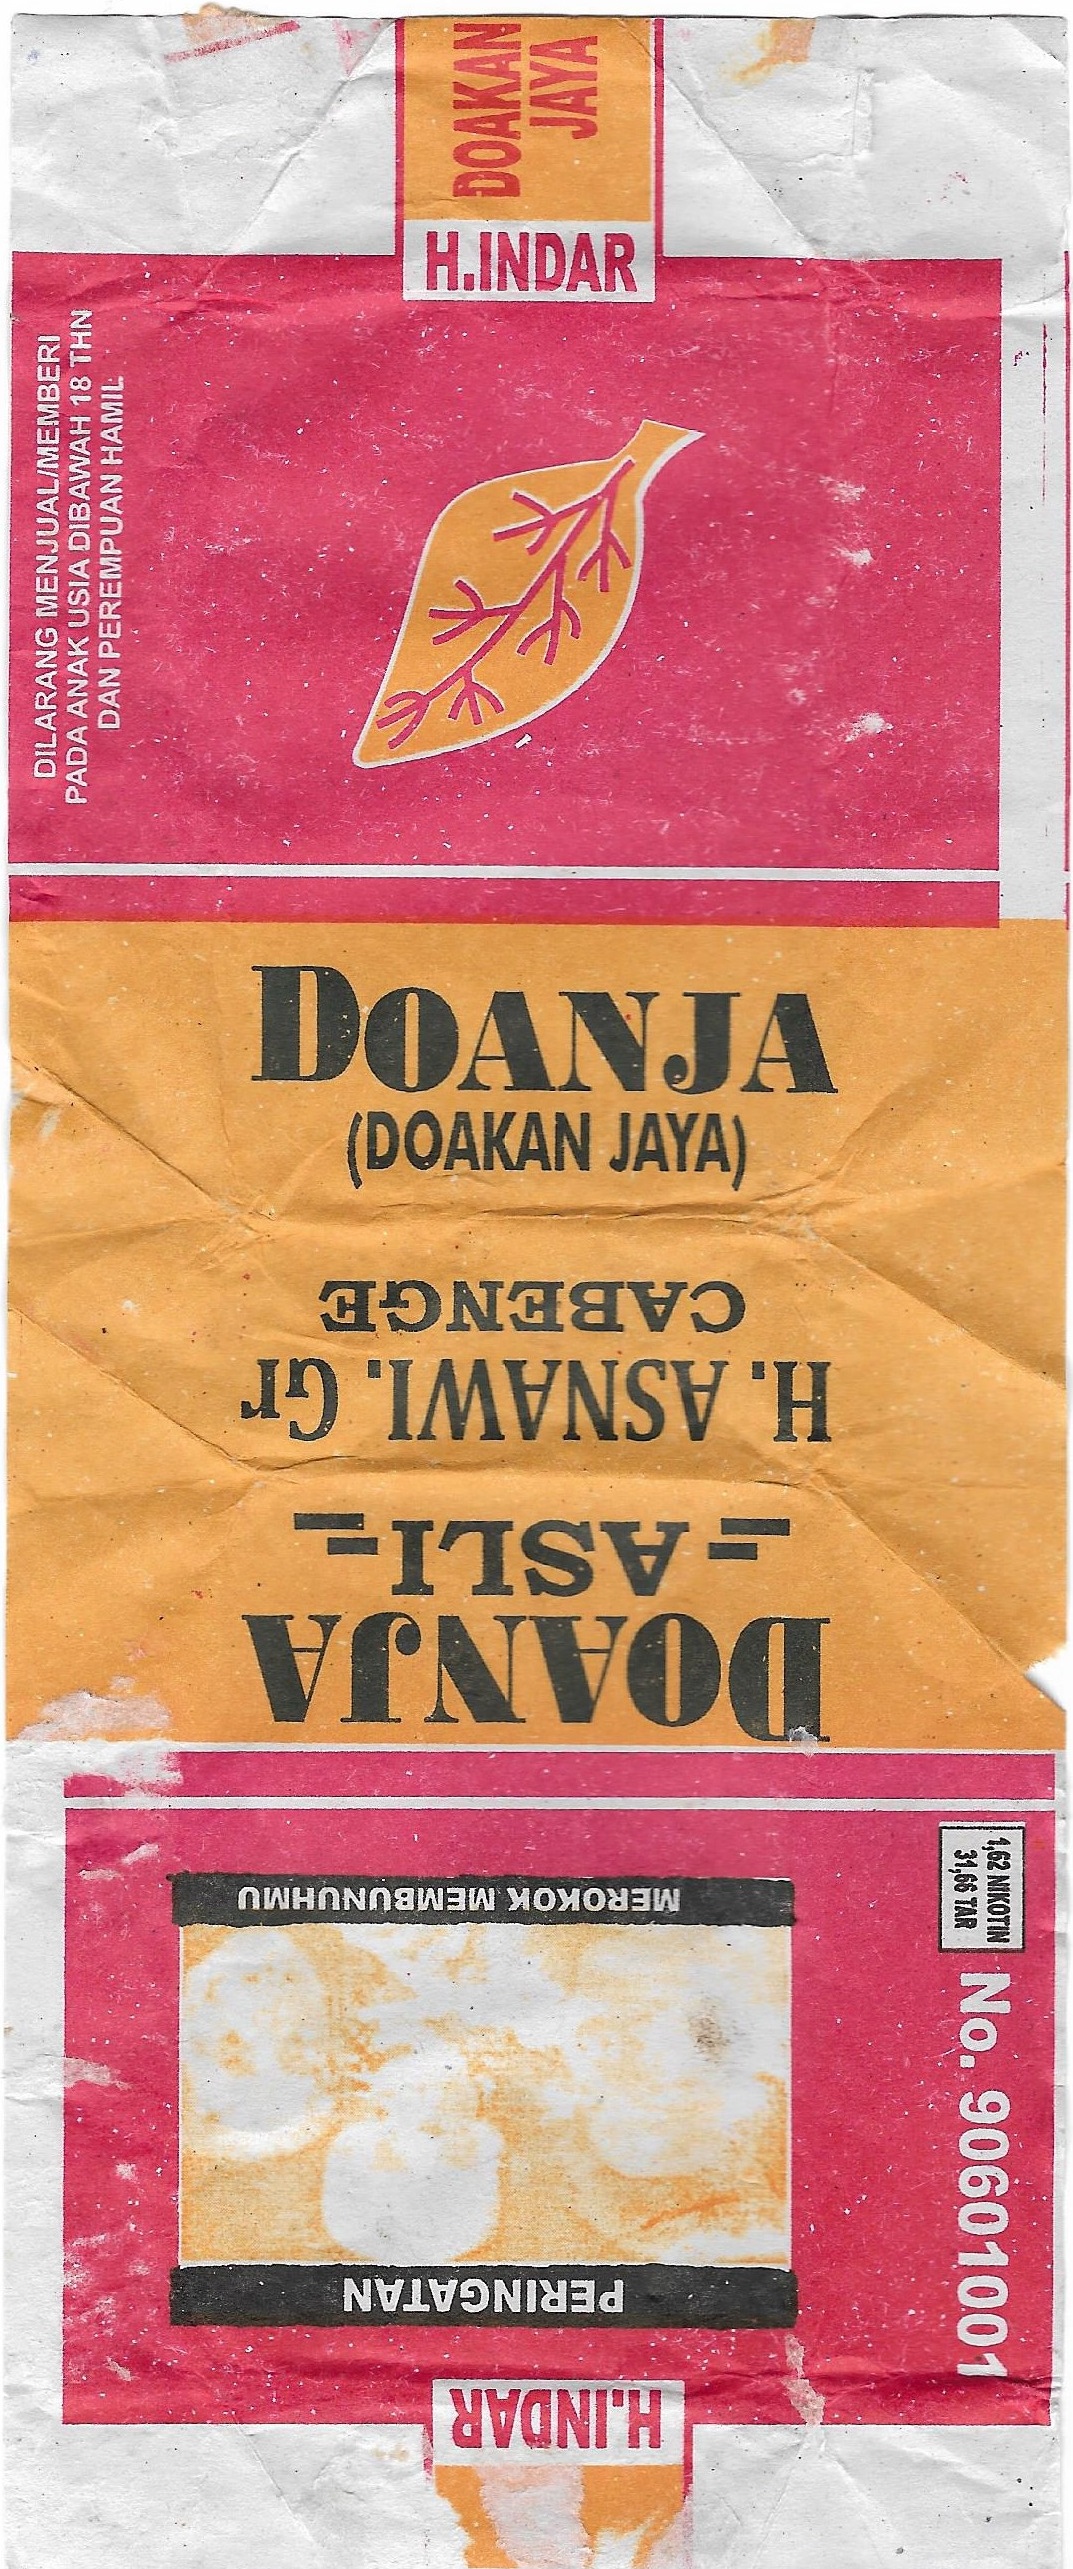 DOAKAN
JAYA
H.INDAR
DILARANG MENJUAL/MEMBERI
PADA ANAK USIA DIBAWAH 18 THN
DAN PEREMPUAN HAMIL
DOANJA
(DOAKAN JAYA)
DOANJA
=ASLI=
H. ASNAWI. Gr
CABENGE
H.INDAR
PERINGATAN
MEROKOK MEMBUNUHMU
1,62 NIKOTIN
31,66 TAR
No. 90601001